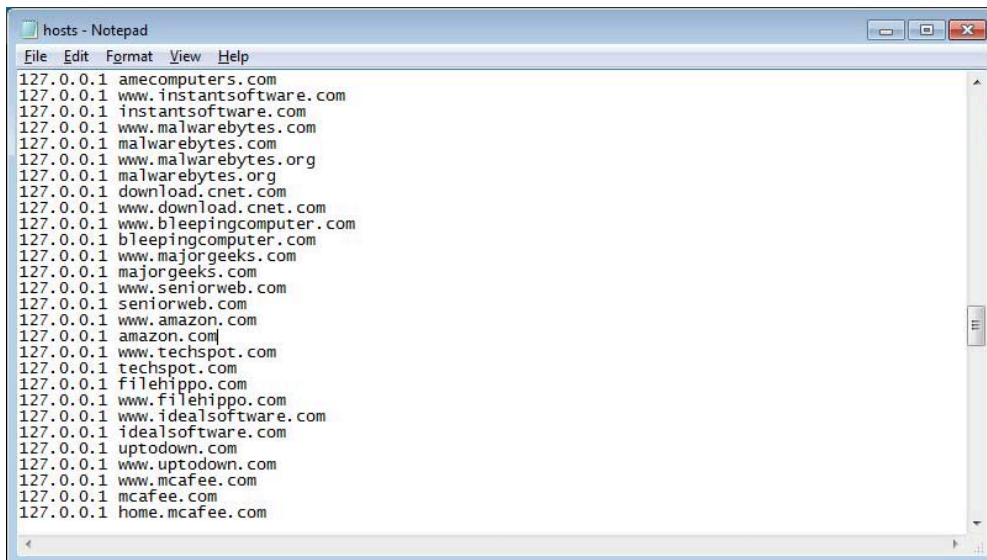 hosts - Notepad
File Edit Format View Help
127.0.0.1 amecomputers.com
127.0.0.1 www.instantsoftware.com
127.0.0.1 instantsoftware.com
127.0.0.1 www.malwarebytes.com
127.0.0.1 malwarebytes.com
127.0.0.1 www.malwarebytes.org
127.0.0.1 malwarebytes.org
127.0.0.1 download.cnet.com
127.0.0.1 www.download.cnet.com
127.0.0.1 www.bleepingcomputer.com
127.0.0.1 bleepingcomputer.com
127.0.0.1 www.majorgeeks.com
127.0.0.1 majorgeeks.com
127.0.0.1 www.seniorweb.com
127.0.0.1 seniorweb.com
127.0.0.1 www.amazon.com
127.0.0.1 amazon.com
127.0.0.1 www.techspot.com
127.0.0.1 techspot.com
127.0.0.1 filehippo.com
127.0.0.1 www.filehippo.com
127.0.0.1 www.idealsoftware.com
127.0.0.1 idealsoftware.com
127.0.0.1 uptodown.com
127.0.0.1 www.uptodown.com
127.0.0.1 www.mcafee.com
127.0.0.1 mcafee.com
127.0.0.1 home.mcafee.com